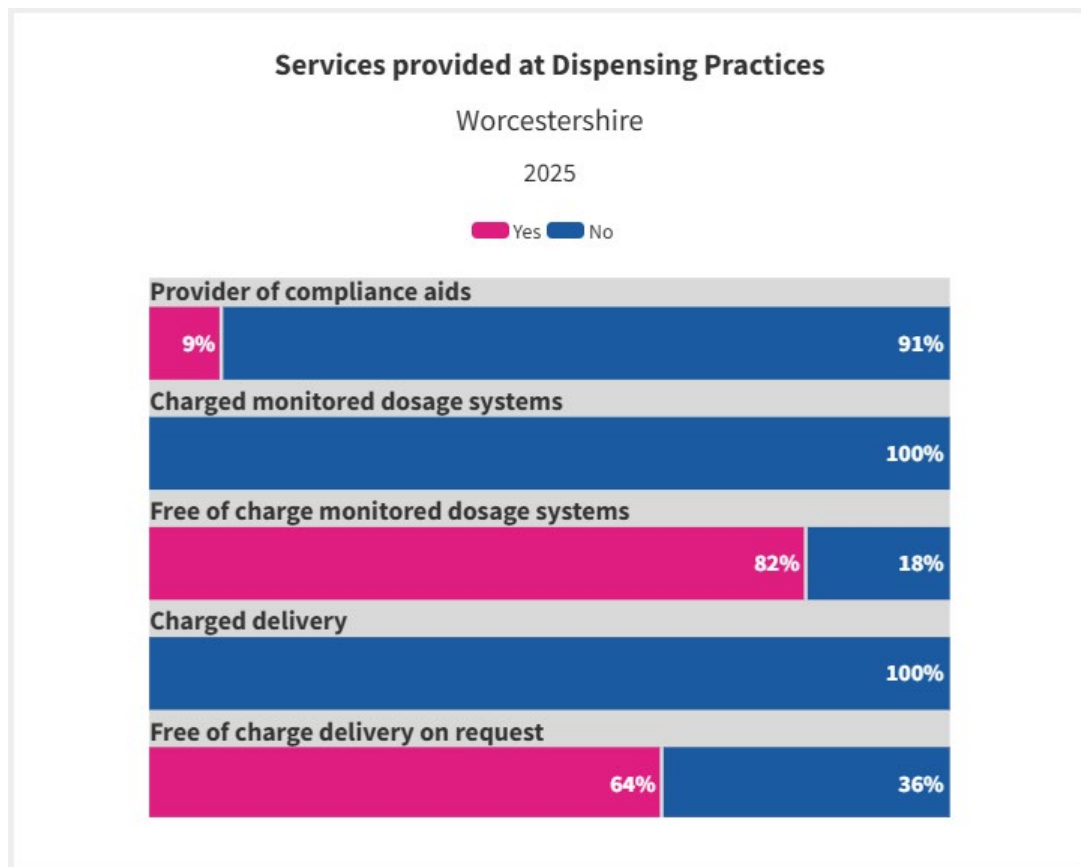 Services provided at Dispensing Practices
Worcestershire
2025
Yes No
Provider of compliance aids
9% 91%
Charged monitored dosage systems
100%
Free of charge monitored dosage systems
82% 18%
Charged delivery
100%
Free of charge delivery on request
64% 36%